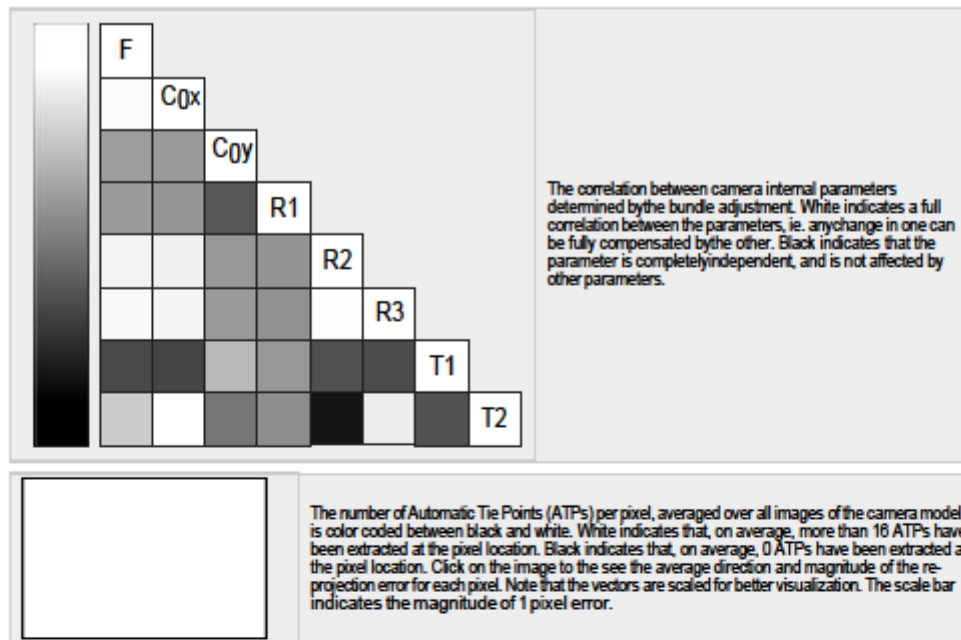 F
C0x
C0y
R1
R2
R3
T1
T2
The correlation between camera internal parameters
determined bythe bundle adjustment. White indicates a full
correlation between the parameters, ie. anychange in one can
be fully compensated bythe other. Black indicates that the
parameter is completelyindependent, and is not affected by
other parameters.
The number of Automatic Tie Points (ATPs) per pixel, averaged over all images of the camera model
is color coded between black and white. White indicates that, on average, more than 16 ATPs have
been extracted at the pixel location. Black indicates that, on average, 0 ATPs have been extracted a
the pixel location. Click on the image to the see the average direction and magnitude of the re-
projection error for each pixel. Note that the vectors are scaled for better visualization. The scale bar
indicates the magnitude of 1 pixel error.